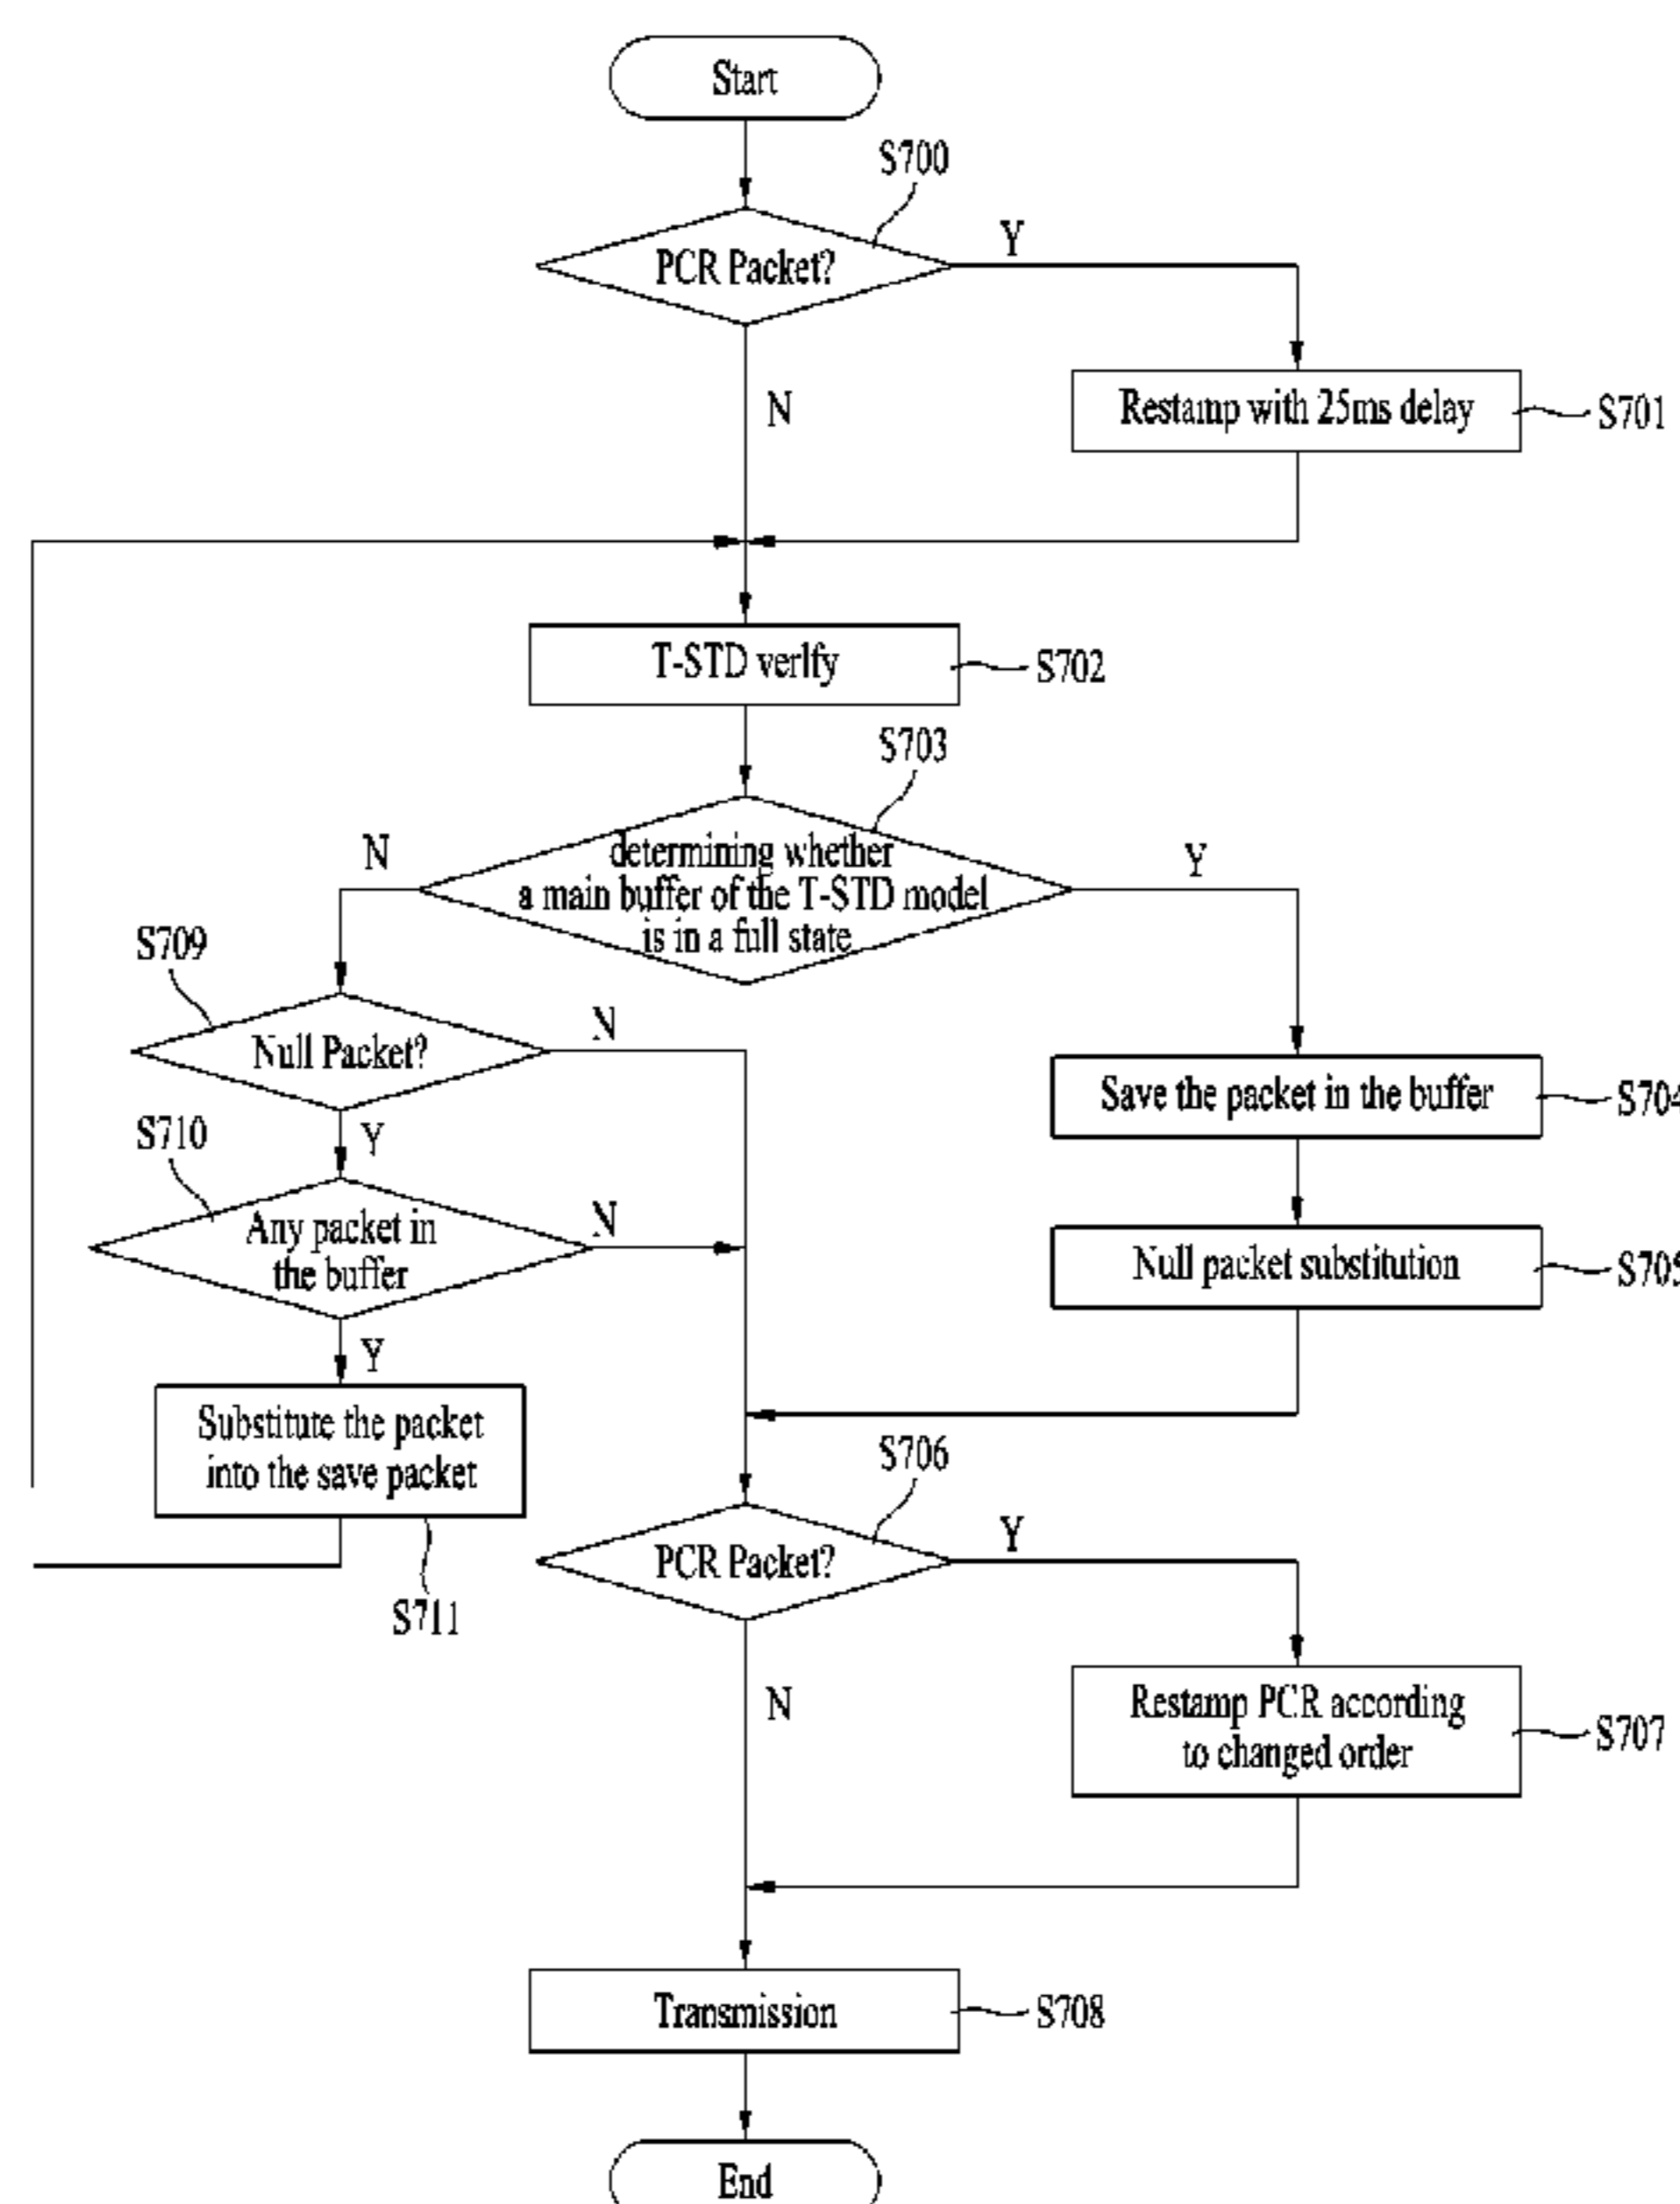 Start
S700
PCR Packet?
Y
N
Restamp with 25ms delay
S701
T-STD verify
S702
S703
determining whether
a main buffer of the T-STD model
is in a full state
N
Y
S709
Null Packet?
N
Y
Save the packet in the buffer
S704
S710
Any packet in
the buffer
N
Y
Null packet substitution
S705
Substitute the packet
into the save packet
S711
S706
PCR Packet?
Y
N
Restamp PCR according
to changed order
S707
Transmission
S708
End